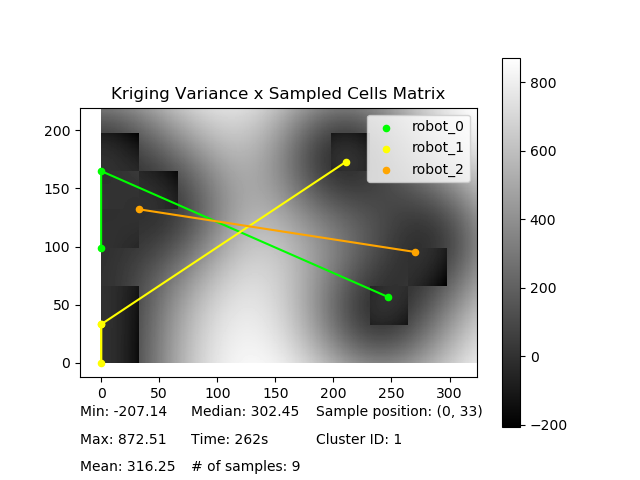 Kriging Variance x Sampled Cells Matrix
robot_0
robot_1
robot_2
200
150
100
50
0
0 50 100 150 200 250 300
800
600
400
200
0
−200
Min: -207.14 Median: 302.45 Sample position: (0, 33)
Max: 872.51 Time: 262s Cluster ID: 1
Mean: 316.25 # of samples: 9